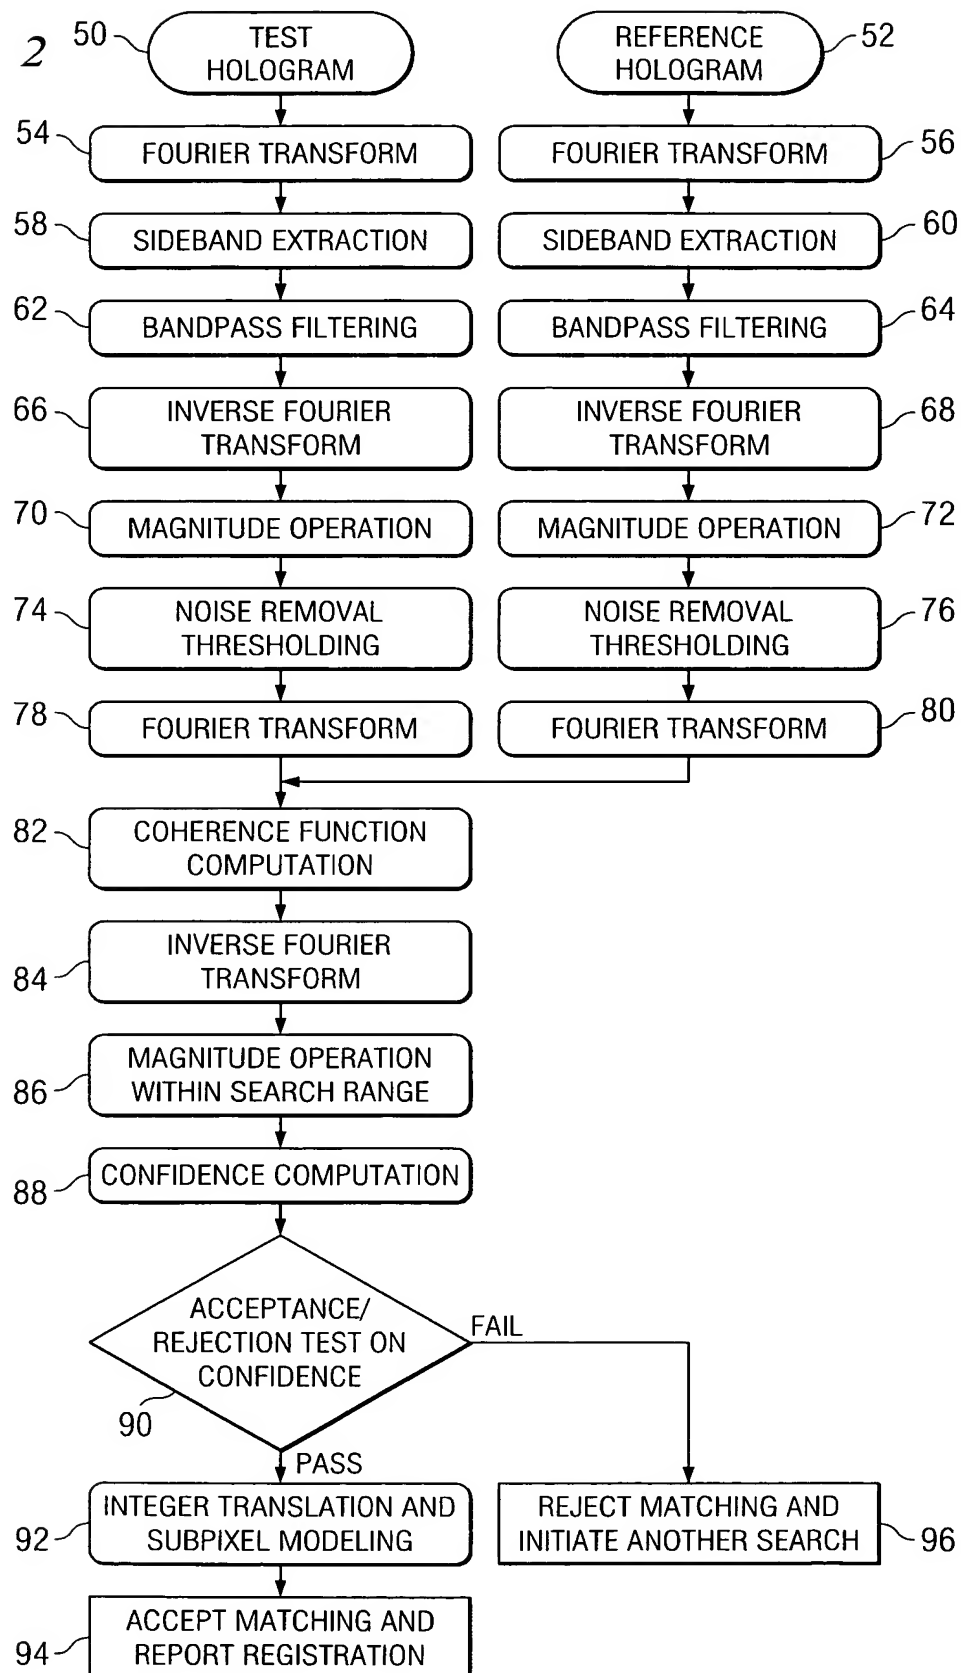 2
50
TEST
HOLOGRAM
REFERENCE
HOLOGRAM
52
54
FOURIER TRANSFORM
FOURIER TRANSFORM
56
58
SIDEBAND EXTRACTION
SIDEBAND EXTRACTION
60
62
BANDPASS FILTERING
BANDPASS FILTERING
64
66
INVERSE FOURIER
TRANSFORM
INVERSE FOURIER
TRANSFORM
68
70
MAGNITUDE OPERATION
MAGNITUDE OPERATION
72
74
NOISE REMOVAL
THRESHOLDING
NOISE REMOVAL
THRESHOLDING
76
78
FOURIER TRANSFORM
FOURIER TRANSFORM
80
82
COHERENCE FUNCTION
COMPUTATION
84
INVERSE FOURIER
TRANSFORM
86
MAGNITUDE OPERATION
WITHIN SEARCH RANGE
88
CONFIDENCE COMPUTATION
ACCEPTANCE/
REJECTION TEST ON
CONFIDENCE
FAIL
90
PASS
92
INTEGER TRANSLATION AND
SUBPIXEL MODELING
REJECT MATCHING AND
INITIATE ANOTHER SEARCH
96
94
ACCEPT MATCHING AND
REPORT REGISTRATION